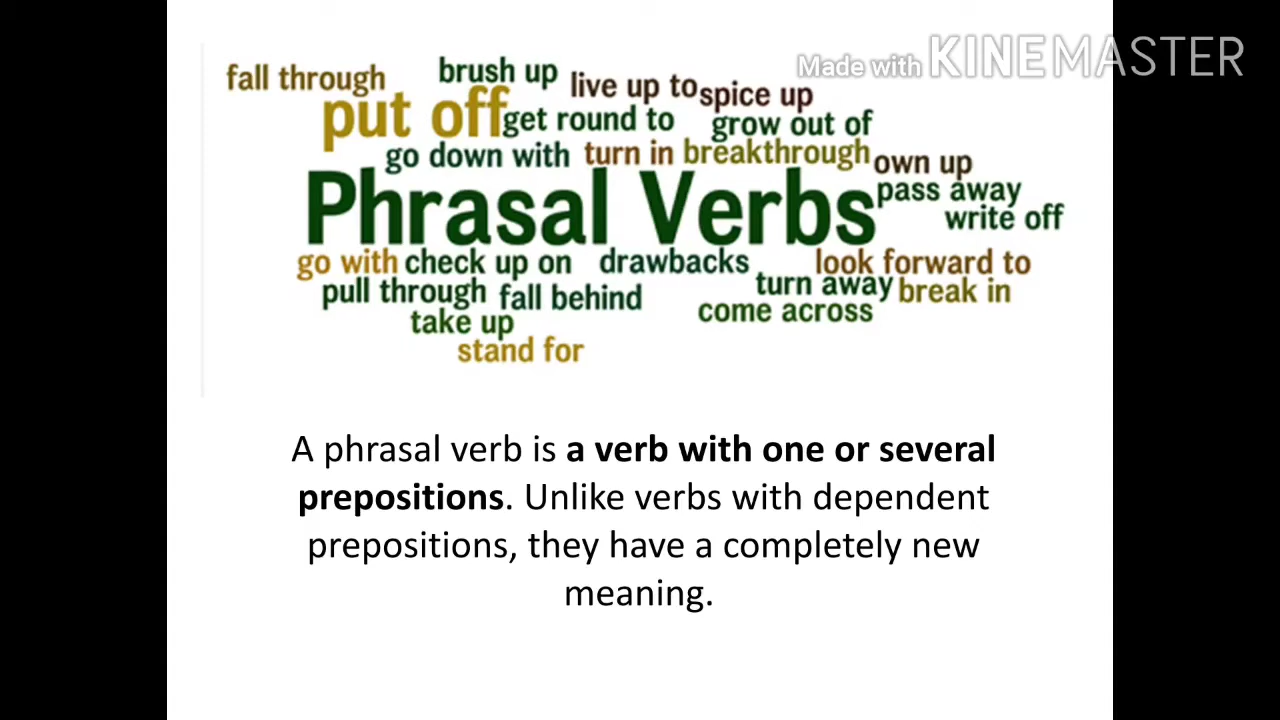 Made with KINEMASTER
fall through brush up live up to spice up
put off get round to grow out of
go down with turn in breakthrough own up
Phrasal Verbs pass away
write off
go with check up on drawbacks look forward to
pull through fall behind turn away break in
take up come across
stand for
A phrasal verb is a verb with one or several
prepositions. Unlike verbs with dependent
prepositions, they have a completely new
meaning.